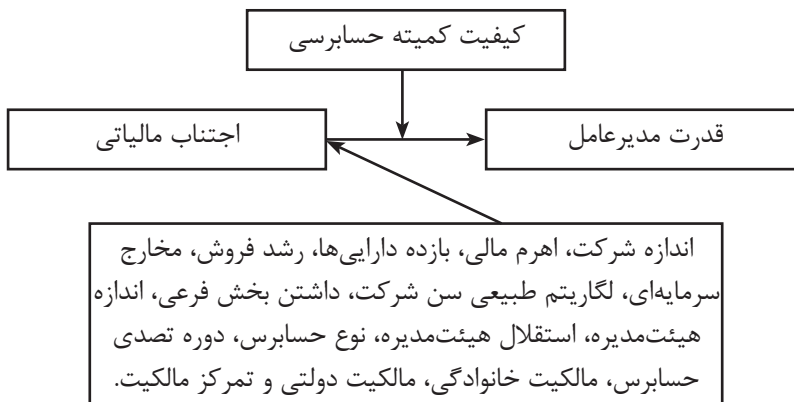 کیفیت کمیته حسابرسی
قدرت مدیرعامل
اجتناب مالیاتی
اندازه شرکت، اهرم مالی، بازده دارایی‌ها، رشد فروش، مخارج
سرمایه‌ای، لگاریتم طبیعی سن شرکت، داشتن بخش فرعی، اندازه
هیئت‌مدیره، استقلال هیئت‌مدیره، نوع حسابرس، دوره تصدی
حسابرس، مالکیت خانوادگی، مالکیت دولتی و تمرکز مالکیت.